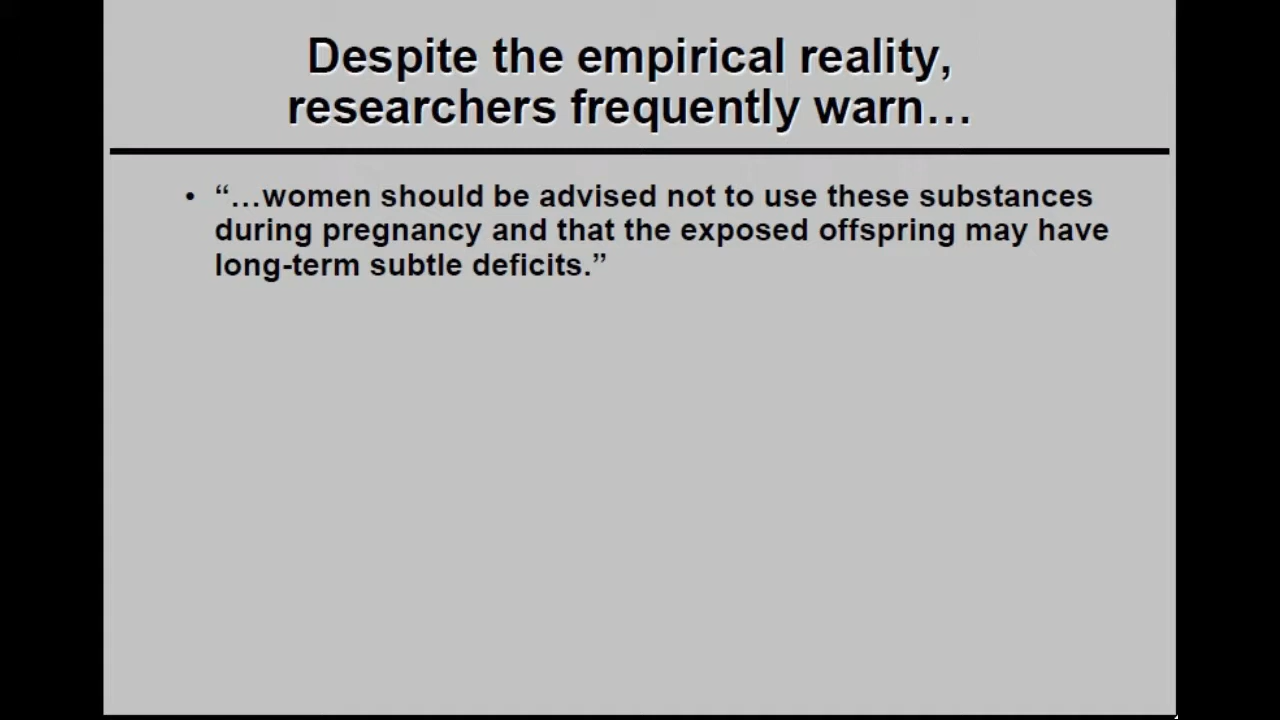 Despite the empirical reality,
researchers frequently warn…
• “…women should be advised not to use these substances
during pregnancy and that the exposed offspring may have
long-term subtle deficits.”